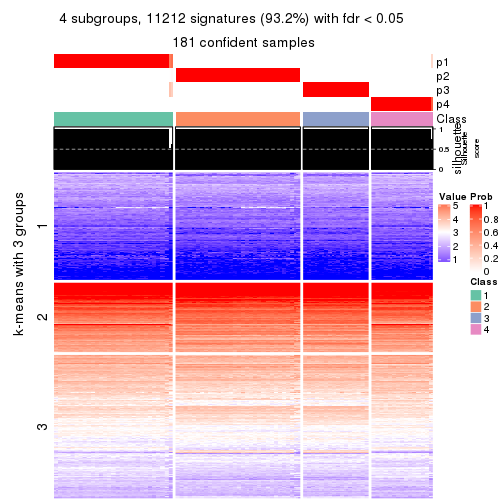 4 subgroups, 11212 signatures (93.2%) with fdr < 0.05
181 confident samples
p1
p2
p3
p4
Class
1
0.5
0
silhouette
Silhouette
score
k-means with 3 groups
1
2
3
Value
5
4
3
2
1
Prob
1
0.8
0.6
0.4
0.2
0
Class
1
2
3
4